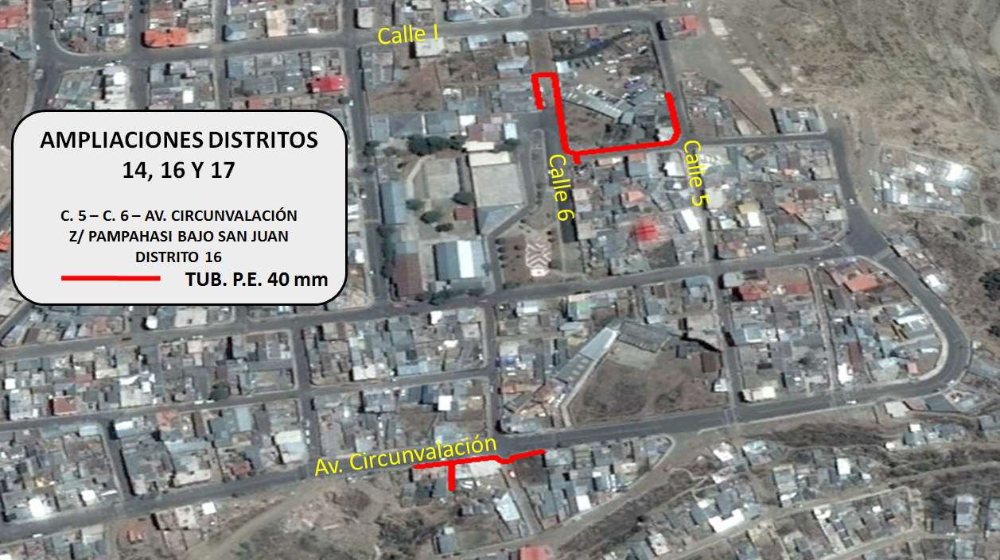 Calle I
AMPLIACIONES DISTRITOS
14, 16 Y 17
C. 5 – C. 6 – AV. CIRCUNVALACIÓN
Z/ PAMPAHASI BAJO SAN JUAN
DISTRITO 16
TUB. P.E. 40 mm
Calle 6
Calle 5
Av. Circunvalación